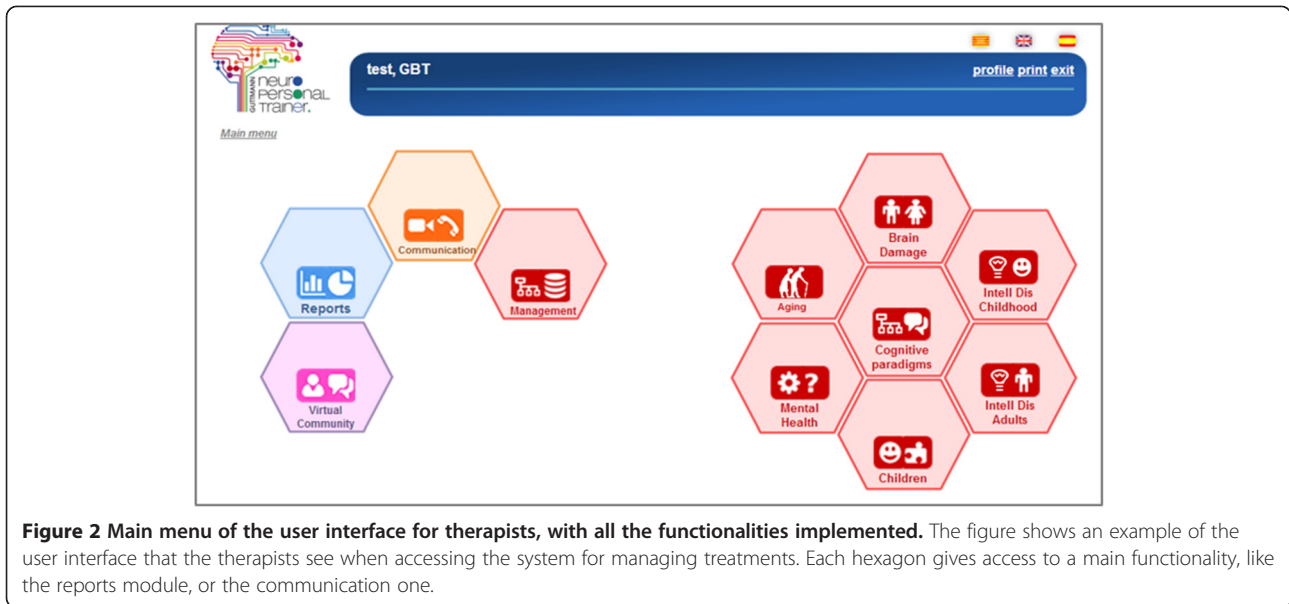 GUTTMANN
neuro
PERSONAL
TRainer.
test, GBT
profile print exit
Main menu
Communication
Reports
Management
Virtual
Community
Brain
Damage
Aging
Intell Dis
Childhood
Cognitive
paradigms
Mental
Health
Intell Dis
Adults
Children
Figure 2 Main menu of the user interface for therapists, with all the functionalities implemented. The figure shows an example of the
user interface that the therapists see when accessing the system for managing treatments. Each hexagon gives access to a main functionality, like
the reports module, or the communication one.